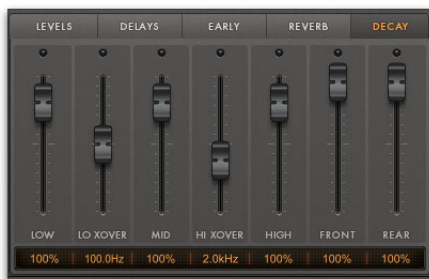 LEVELS DELAYS EARLY REVERB DECAY
LOW LO XOVER MID HI XOVER HIGH FRONT REAR
100% 100.0Hz 100% 2.0kHz 100% 100% 100%